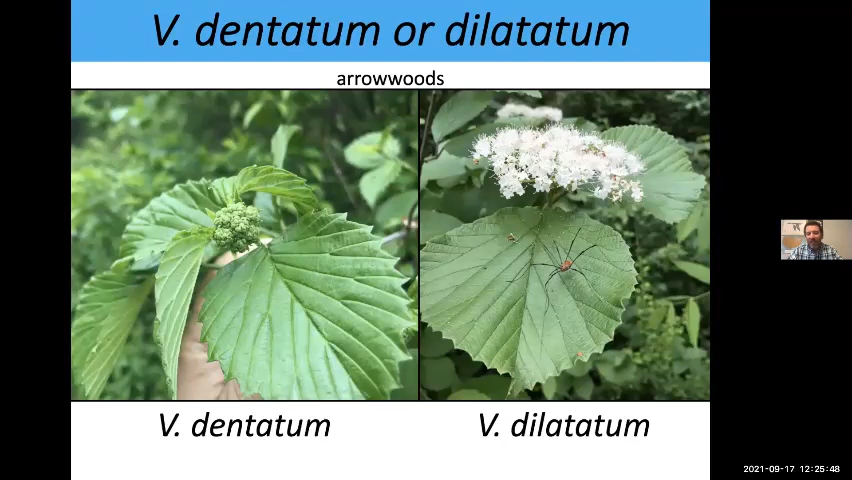 V. dentatum or dilatatum
arrowwoods
V. dentatum
V. dilatatum
2021-09-17 12:25:48